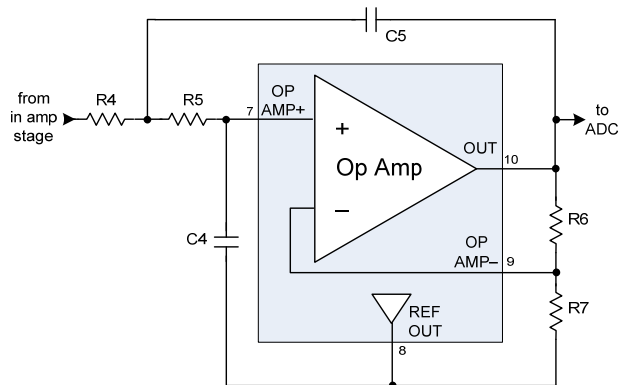 C5
from
in amp
stage
R4
R5
7
OP
AMP+
+
Op Amp
–
OUT
10
to
ADC
R6
C4
OP
AMP–
9
R7
REF
OUT
8